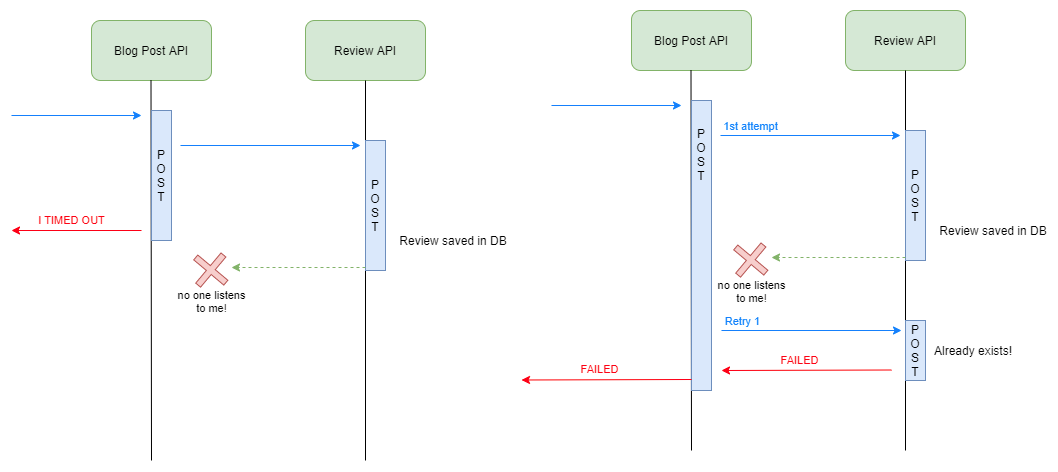 Blog Post API
Review API
POST
POST
I TIMED OUT
Review saved in DB
no one listens
to me!
Blog Post API
Review API
1st attempt
POST
POST
Review saved in DB
no one listens
to me!
Retry 1
POST
Already exists!
FAILED
FAILED